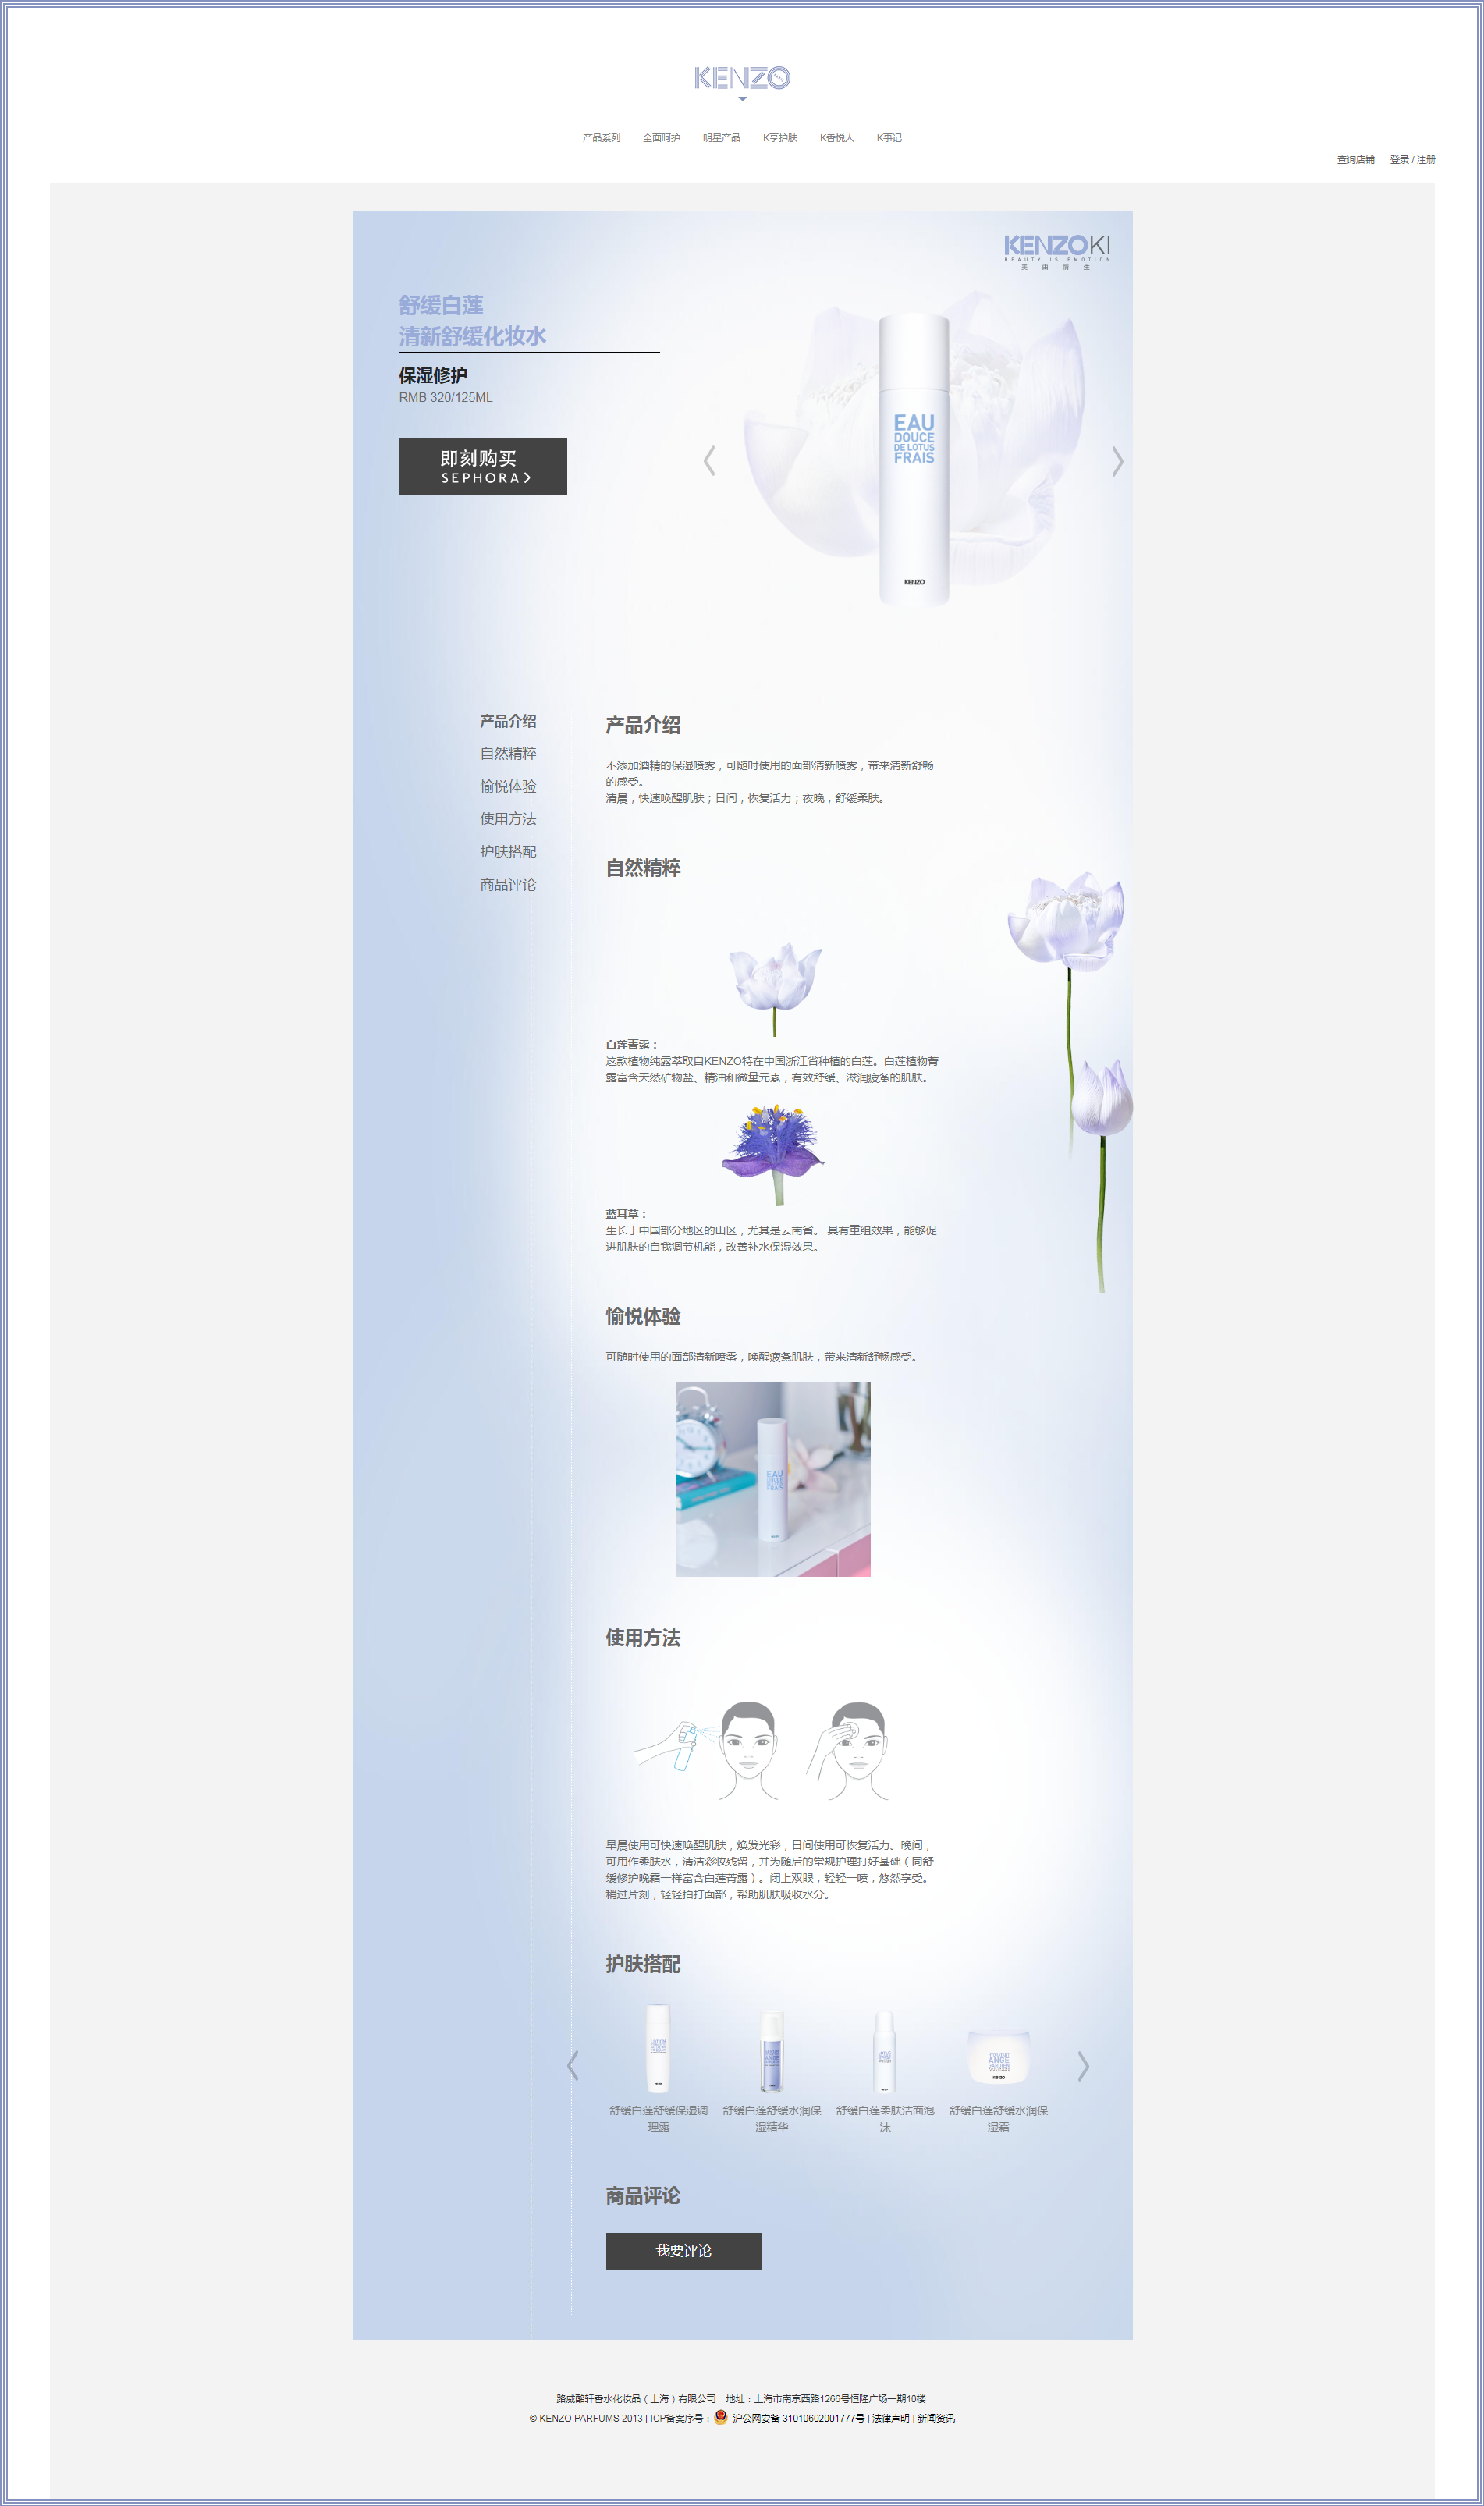 KENZO
产品系列 全面呵护 明星产品 K享护肤 K香悦人 K事记
查询店铺 登录 / 注册
KENZOKI
BEAUTY IS EMOTION
美 由 情 生
舒缓白莲
清新舒缓化妆水
保湿修护
RMB 320/125ML
即刻购买
SEPHORA
EAU
DOUCE
DE LOTUS
FRAIS
KENZO
产品介绍
自然精粹
愉悦体验
使用方法
护肤搭配
商品评论
产品介绍
不添加酒精的保湿喷雾，可随时使用的面部清新喷雾，带来清新舒畅
的感受。
清晨，快速唤醒肌肤；日间，恢复活力；夜晚，舒缓柔肤。
自然精粹
白莲菁露：
这款植物纯露萃取自KENZO特在中国浙江省种植的白莲。白莲植物菁
露富含天然矿物盐、精油和微量元素，有效舒缓、滋润疲惫的肌肤。
蓝耳草：
生长于中国部分地区的山区，尤其是云南省。 具有重组效果，能够促
进肌肤的自我调节机能，改善补水保湿效果。
愉悦体验
可随时使用的面部清新喷雾，唤醒疲惫肌肤，带来清新舒畅感受。
EAU
FRAIS
使用方法
早晨使用可快速唤醒肌肤，焕发光彩，日间使用可恢复活力。晚间，
可用作柔肤水，清洁彩妆残留，并为随后的常规护理打好基础（同舒
缓修护晚霜一样富含白莲菁露）。闭上双眼，轻轻一喷，悠然享受。
稍过片刻，轻轻拍打面部，帮助肌肤吸收水分。
护肤搭配
ANGE
KENZO
舒缓白莲舒缓保湿调
理露
舒缓白莲舒缓水润保
湿精华
舒缓白莲柔肤洁面泡
沫
舒缓白莲舒缓水润保
湿霜
商品评论
我要评论
路威酩轩香水化妆品（上海）有限公司 地址：上海市南京西路1266号恒隆广场一期10楼
© KENZO PARFUMS 2013 | ICP备案序号： 沪公网安备 31010602001777号 | 法律声明 | 新闻资讯